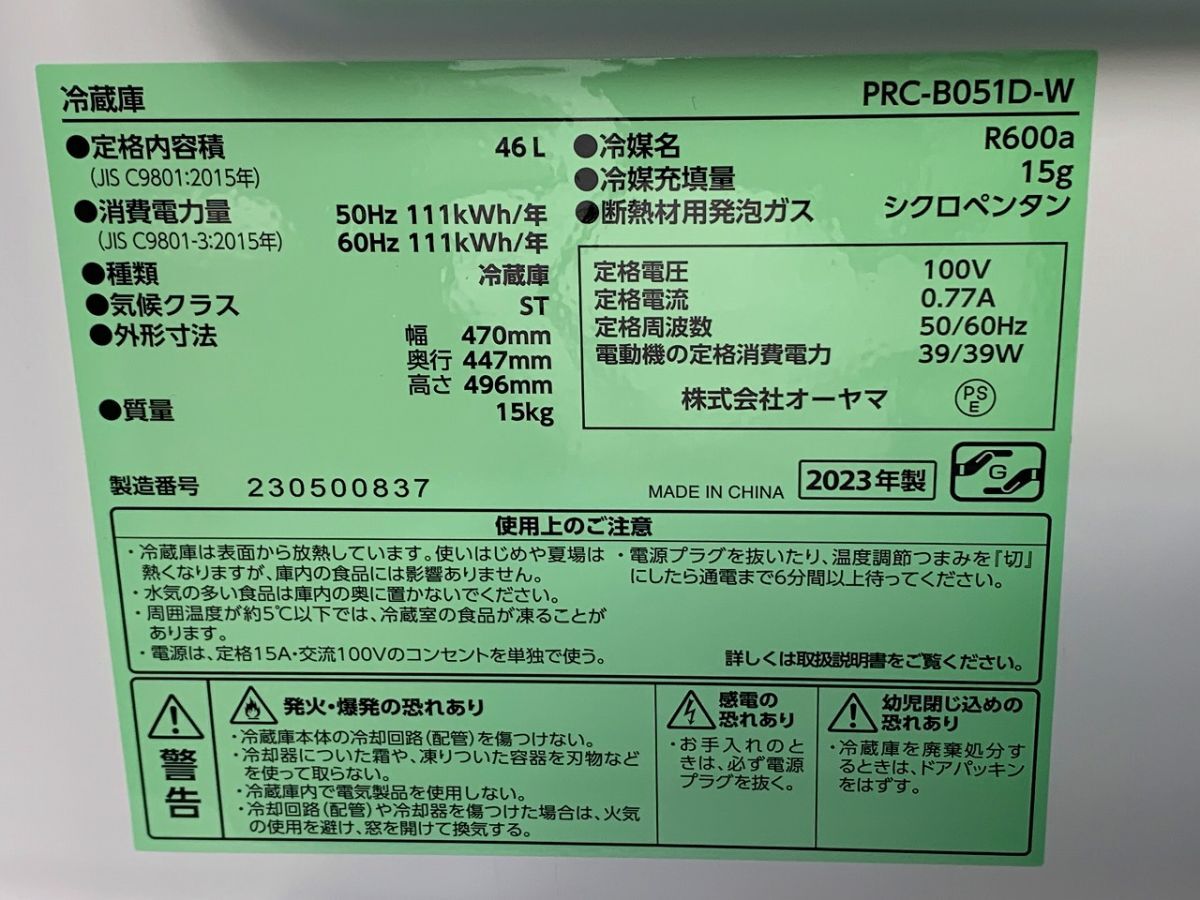 冷蔵庫 PRC-B051D-W
●定格内容積 46L
(JIS C9801:2015年)
●消費電力量 50Hz 111kWh/年
(JIS C9801-3:2015年) 60Hz 111kWh/年
●種類 冷蔵庫
●気候クラス ST
●外形寸法 幅 470mm
奥行 447mm
高さ 496mm
●質量 15kg
●冷媒名 R600a
●冷媒充填量 15g
●断熱材用発泡ガス シクロペンタン
定格電圧 100V
定格電流 0.77A
定格周波数 50/60Hz
電動機の定格消費電力 39/39W
株式会社オーヤマ PS
E
製造番号 230500837 MADE IN CHINA 2023年製 G
使用上のご注意
・冷蔵庫は表面から放熱しています。使いはじめや夏場は
熱くなりますが、庫内の食品には影響ありません。
・水気の多い食品は庫内の奥に置かないでください。
・周囲温度が約5℃以下では、冷蔵室の食品が凍ることが
あります。
・電源は、定格15A・交流100Vのコンセントを単独で使う。
・電源プラグを抜いたり、温度調節つまみを『切』
にしたら通電まで6分間以上待ってください。
詳しくは取扱説明書をご覧ください。
警告
発火・爆発の恐れあり
・冷蔵庫本体の冷却回路(配管)を傷つけない。
・冷却器についた霜や、凍りついた容器を刃物など
を使って取らない。
・冷蔵庫内で電気製品を使用しない。
・冷却回路(配管)や冷却器を傷つけた場合は、火気
の使用を避け、窓を開けて換気する。
感電の
恐れあり
・お手入れのと
きは、必ず電源
プラグを抜く。
幼児閉じ込めの
恐れあり
・冷蔵庫を廃棄処分す
るときは、ドアパッキン
をはずす。